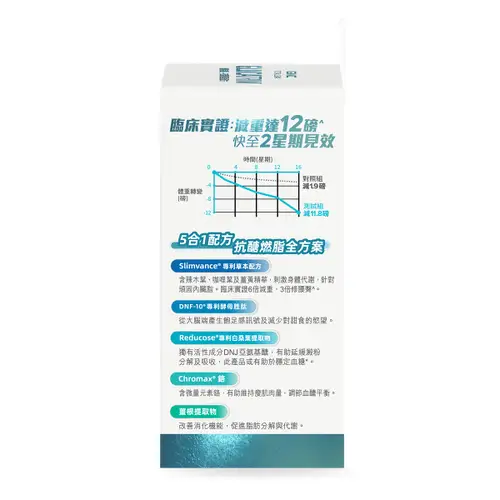 臨床實證：減重達12磅^
快至2星期見效
時間(星期)
0 4 8 12 16
體重轉變
(磅)
0
-4
-8
-12
對照組
減1.9磅
測試組
減11.8磅
5合1配方
抗醣燃脂全方案
Slimvance®專利草本配方
含辣木葉、咖喱葉及薑黃精華，刺激身體代謝，針對
頑固內臟脂。臨床實證6倍減重，3倍修腰臀^。
DNF-10®專利酵母胜肽
從大腦端產生飽足感訊號及減少對甜食的慾望。
Reducose®專利白桑葉提取物
獨有活性成分DNJ亞氨基醣，有助延緩澱粉
分解及吸收，此產品或有助於穩定血糖*。
Chromax®鉻
含微量元素鉻，有助維持瘦肌肉量，調節血醣平衡。
薑根提取物
改善消化機能，促進脂肪分解與代謝。